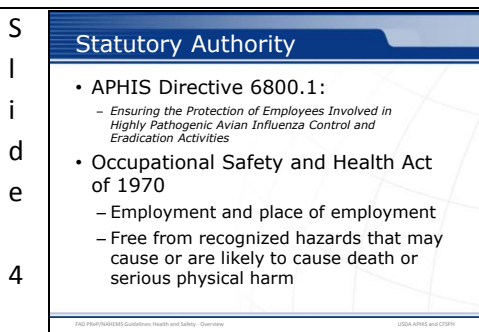 S
l
i
d
e
4
Statutory Authority
• APHIS Directive 6800.1:
– Ensuring the Protection of Employees Involved in
Highly Pathogenic Avian Influenza Control and
Eradication Activities
• Occupational Safety and Health Act
of 1970
– Employment and place of employment
– Free from recognized hazards that may
cause or are likely to cause death or
serious physical harm
FAD PReP/NAHEMS Guidelines: Health and Safety - Overview
USDA APHIS and CFSPH